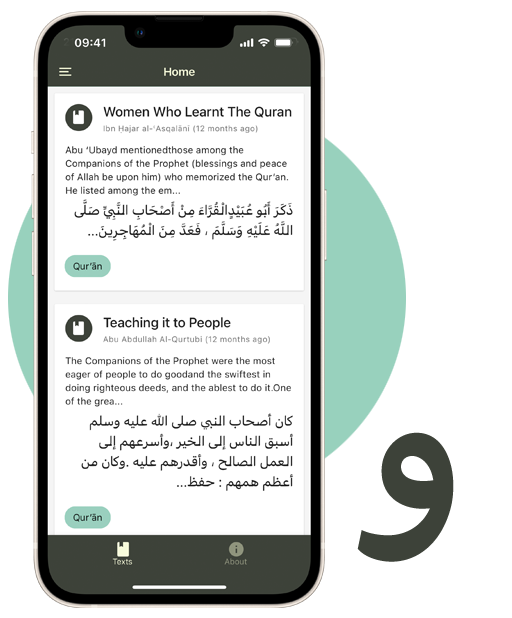 09:41
Home
Women Who Learnt The Quran
Ibn Ḥajar al-ʿAsqalāni (12 months ago)
Abu ‘Ubayd mentionedthose among the
Companions of the Prophet (blessings and peace
of Allah be upon him) who memorized the Qur’an.
He listed among the em...
ذَكَرَ أَبُو عُبَيْدٍالْقُرَّاءَ مِنْ أَصْحَابِ النَّبِيِّ صَلَّى
اللَّهُ عَلَيْهِ وَسَلَّمَ ، فَعَدَّ مِنَ الْمُهَاجِرِينَ...
Qur’ān
Teaching it to People
Abu Abdullah Al-Qurtubi (12 months ago)
The Companions of the Prophet were the most
eager of people to do goodand the swiftest in
doing righteous deeds, and the ablest to do it.One
of the grea...
كان أصحاب النبي صلى الله عليه وسلم
أسبق الناس إلى الخير ،وأسرعهم إلى
العمل الصالح ، وأقدرهم عليه .وكان من
أعظم همهم : حفظ...
Qur’ān
Texts
About
و